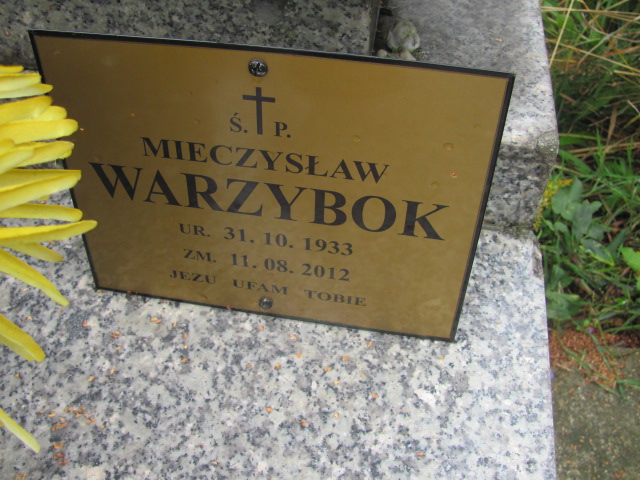 Ś. P.
MIECZYSŁAW
WARZYBOK
UR. 31. 10. 1933
ZM. 11. 08. 2012
JEZU UFAM TOBIE